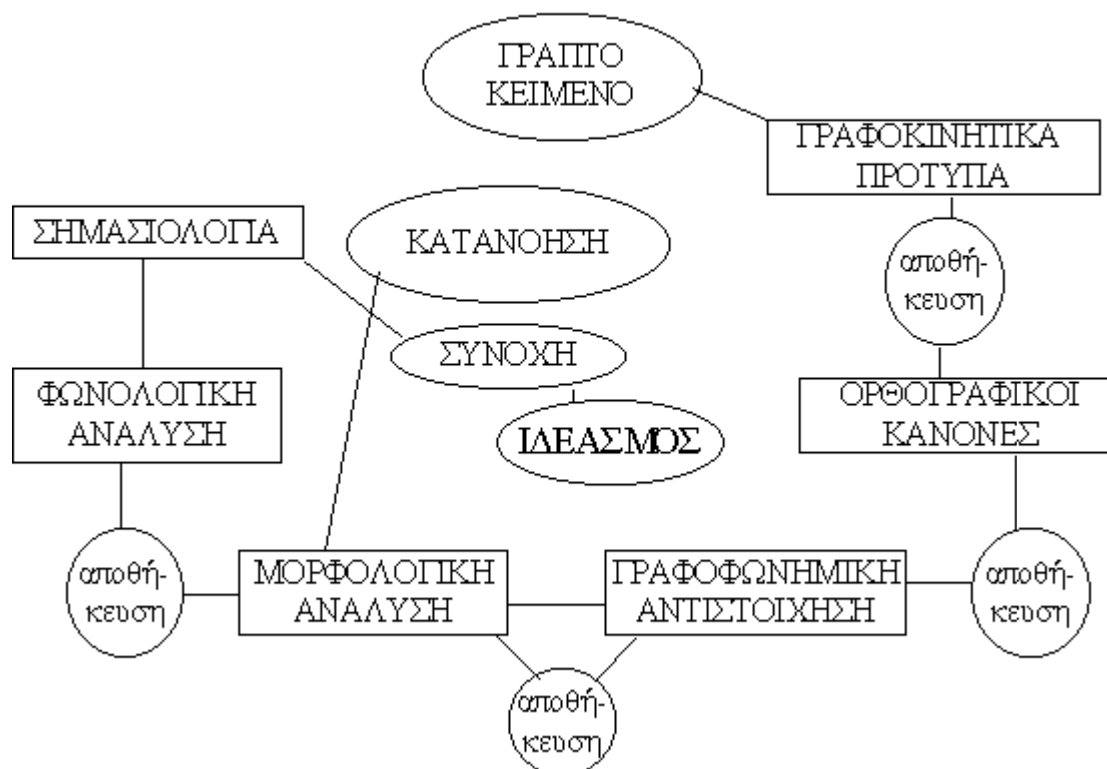 ΓΡΑΠΤΟ
ΚΕΙΜΕΝΟ
ΓΡΑΦΟΚΙΝΗΤΙΚΑ
ΠΡΟΤΥΠΑ
ΣΗΜΑΣΙΟΛΟΓΙΑ
ΚΑΤΑΝΟΗΣΗ
αποθή-
κευση
ΣΥΝΟΧΗ
ΦΩΝΟΛΟΓΙΚΗ
ΑΝΑΛΥΣΗ
ΙΔΕΑΣΜΟΣ
ΟΡΘΟΓΡΑΦΙΚΟΙ
ΚΑΝΟΝΕΣ
αποθή-
κευση
ΜΟΡΦΟΛΟΓΙΚΗ
ΑΝΑΛΥΣΗ
ΓΡΑΦΟΦΩΝΗΜΙΚΗ
ΑΝΤΙΣΤΟΙΧΗΣΗ
αποθή-
κευση
αποθή-
κευση